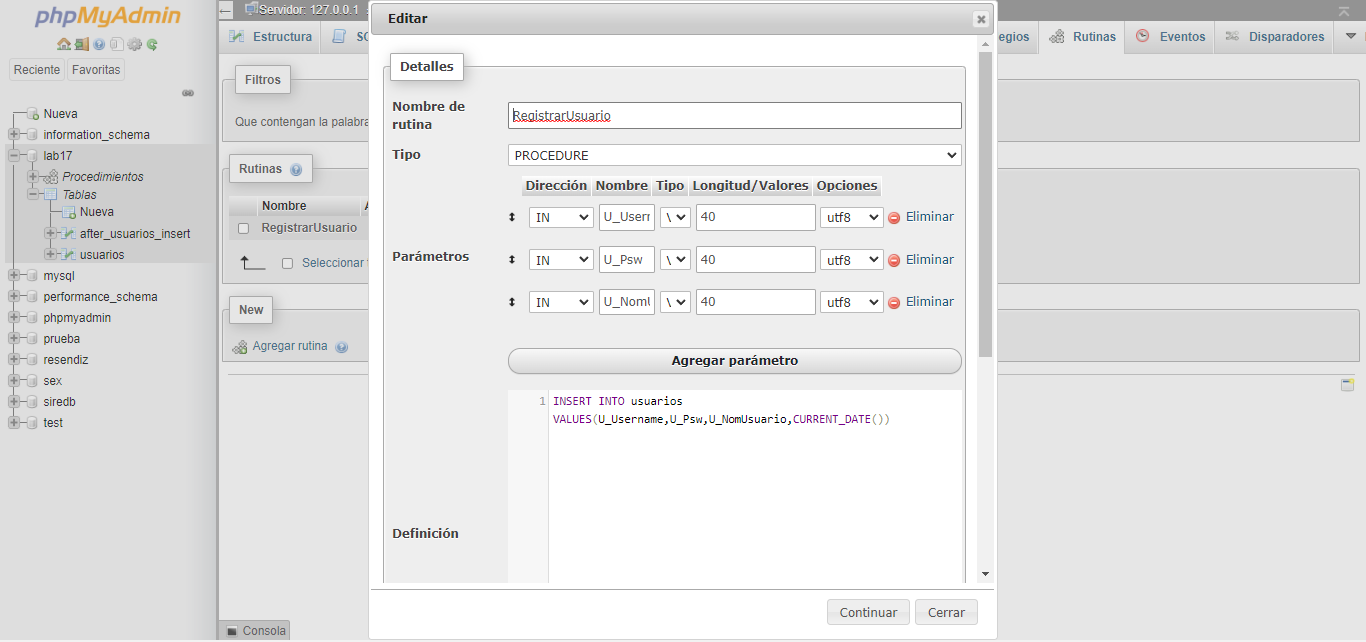 phpMyAdmin
Reciente Favoritas
Nueva
information_schema
lab17
Procedimientos
Tablas
Nueva
after_usuarios_insert
usuarios
mysql
performance_schema
phpmyadmin
prueba
resendiz
sex
siredb
test
Servidor: 127.0.0.1
Estructura
egios Rutinas Eventos Disparadores
Filtros
Que contengan la palabra
Rutinas
Nombre
RegistrarUsuario
Seleccionar
New
Agregar rutina
Consola
Editar
Detalles
Nombre de
rutina
RegistrarUsuario
Tipo PROCEDURE
Dirección Nombre Tipo Longitud/Valores Opciones
IN U_Usern \ 40 utf8 Eliminar
Parámetros
IN U_Psw \ 40 utf8 Eliminar
IN U_NomU \ 40 utf8 Eliminar
Agregar parámetro
1 INSERT INTO usuarios
VALUES(U_Username,U_Psw,U_NomUsuario,CURRENT_DATE())
Definición
Continuar Cerrar